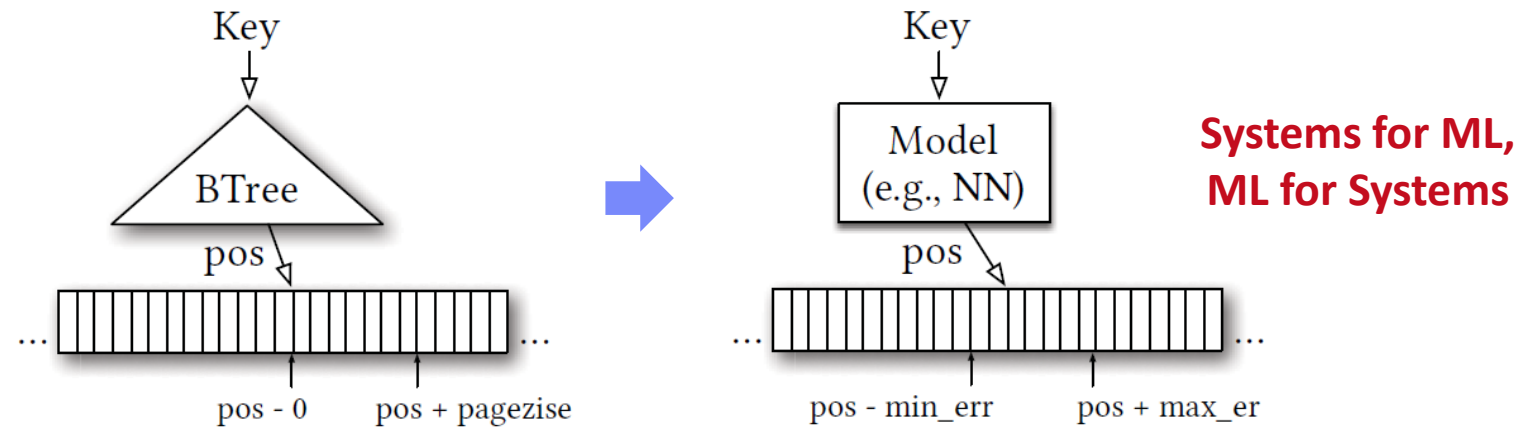 Key
BTree
pos
...
...
pos - 0
pos + pagezise
Key
Model
(e.g., NN)
pos
...
...
pos - min_err
pos + max_er
Systems for ML,
ML for Systems